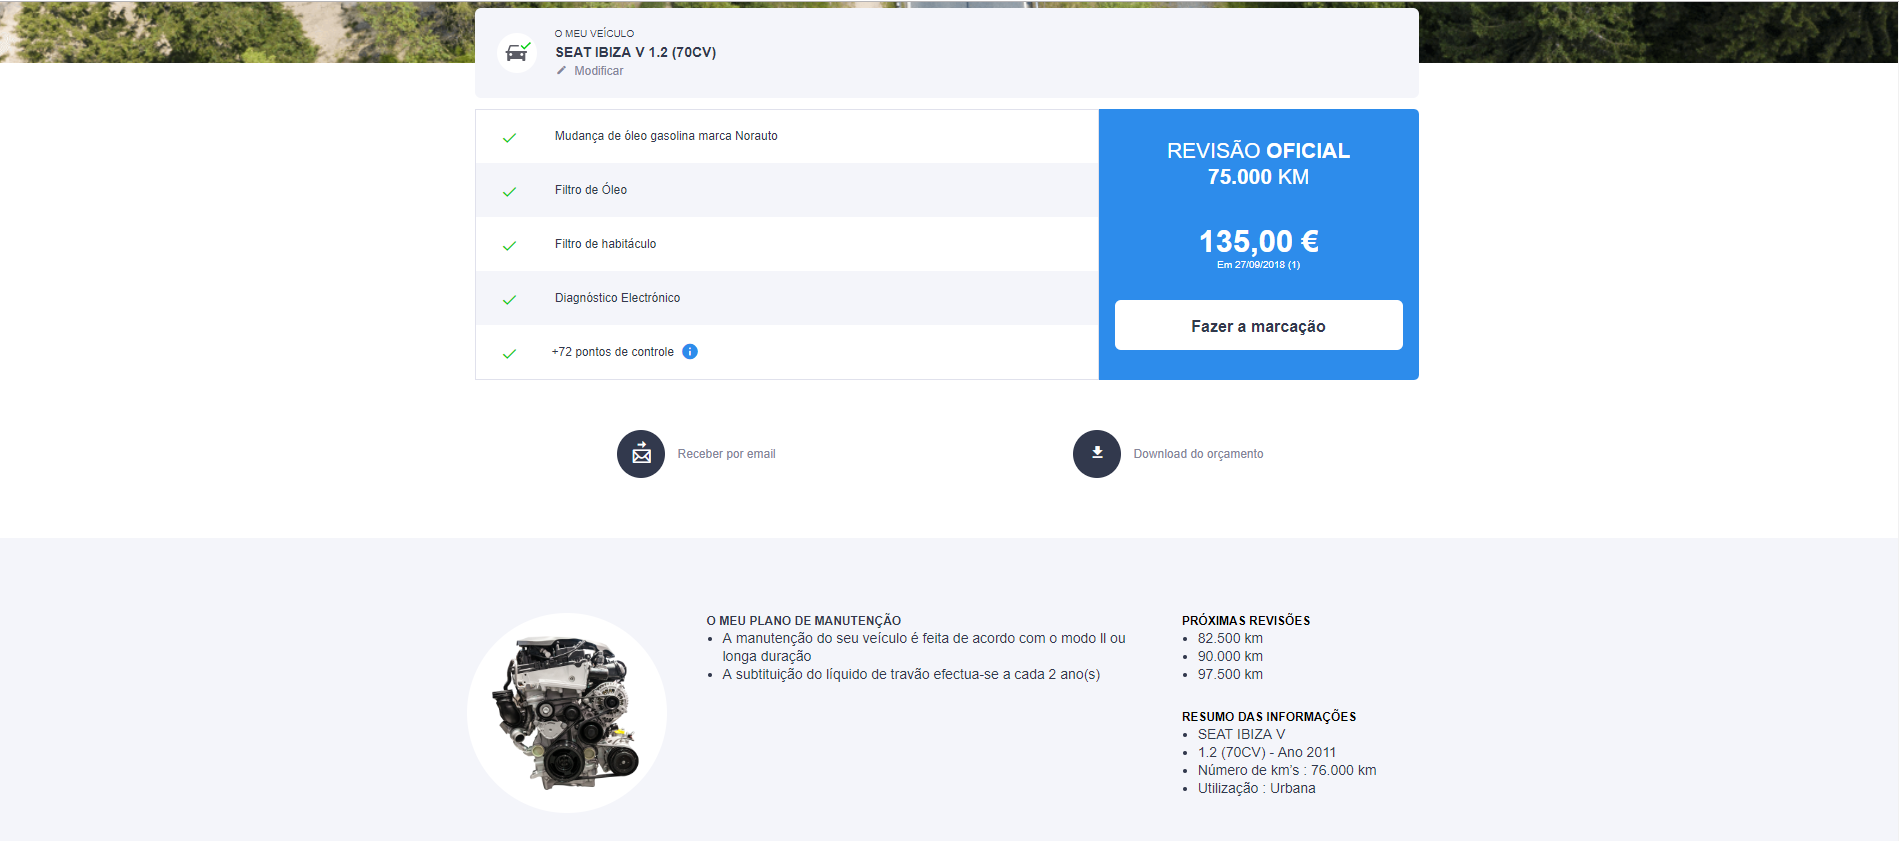 O MEU VEÍCULO
SEAT IBIZA V 1.2 (70CV)
Modificar
Mudança de óleo gasolina marca Norauto
Filtro de Óleo
Filtro de habitáculo
Diagnóstico Electrónico
+72 pontos de controle
REVISÃO OFICIAL
75.000 KM
135,00 €
Em 27/09/2018 (1)
Fazer a marcação
Receber por email
Download do orçamento
O MEU PLANO DE MANUTENÇÃO
• A manutenção do seu veículo é feita de acordo com o modo II ou
longa duração
• A subtituição do líquido de travão efectua-se a cada 2 ano(s)
PRÓXIMAS REVISÕES
• 82.500 km
• 90.000 km
• 97.500 km
RESUMO DAS INFORMAÇÕES
• SEAT IBIZA V
• 1.2 (70CV) - Ano 2011
• Número de km's : 76.000 km
• Utilização : Urbana